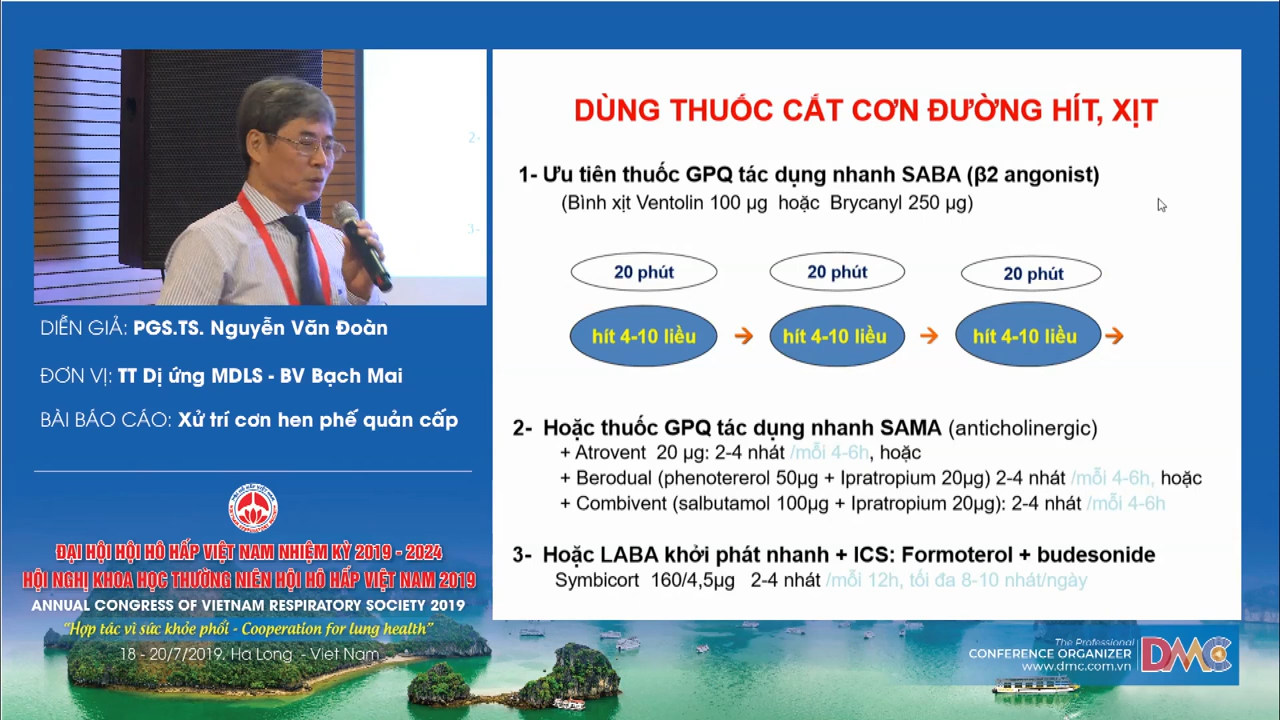 2-
3-
DIỄN GIẢ: PGS.TS. Nguyễn Văn Đoàn
ĐƠN VỊ: TT Dị ứng MDLS - BV Bạch Mai
BÀI BÁO CÁO: Xử trí cơn hen phế quản cấp
ĐẠI HỘI HỘI HÔ HẤP VIỆT NAM NHIỆM KỲ 2019 - 2024
HỘI NGHỊ KHOA HỌC THƯỜNG NIÊN HỘI HÔ HẤP VIỆT NAM 2019
ANNUAL CONGRESS OF VIETNAM RESPIRATORY SOCIETY 2019
“Hợp tác vì sức khỏe phổi - Cooperation for lung health”
18 - 20/7/2019. Ha Long - Viet Nam
DÙNG THUỐC CẮT CƠN ĐƯỜNG HÍT, XỊT
1- Ưu tiên thuốc GPQ tác dụng nhanh SABA (β2 angonist)
(Bình xịt Ventolin 100 µg hoặc Brycanyl 250 µg)
20 phút 20 phút 20 phút
hít 4-10 liều hít 4-10 liều hít 4-10 liều
2- Hoặc thuốc GPQ tác dụng nhanh SAMA (anticholinergic)
+ Atrovent 20 µg: 2-4 nhát /mỗi 4-6h, hoặc
+ Berodual (phenotererol 50µg + Ipratropium 20µg) 2-4 nhát /mỗi 4-6h, hoặc
+ Combivent (salbutamol 100µg + Ipratropium 20µg): 2-4 nhát /mỗi 4-6h
3- Hoặc LABA khởi phát nhanh + ICS: Formoterol + budesonide
Symbicort 160/4,5µg 2-4 nhát /mỗi 12h, tối đa 8-10 nhát/ngày
The Professional
CONFERENCE ORGANIZER
www.dmc.com.vn
DMC